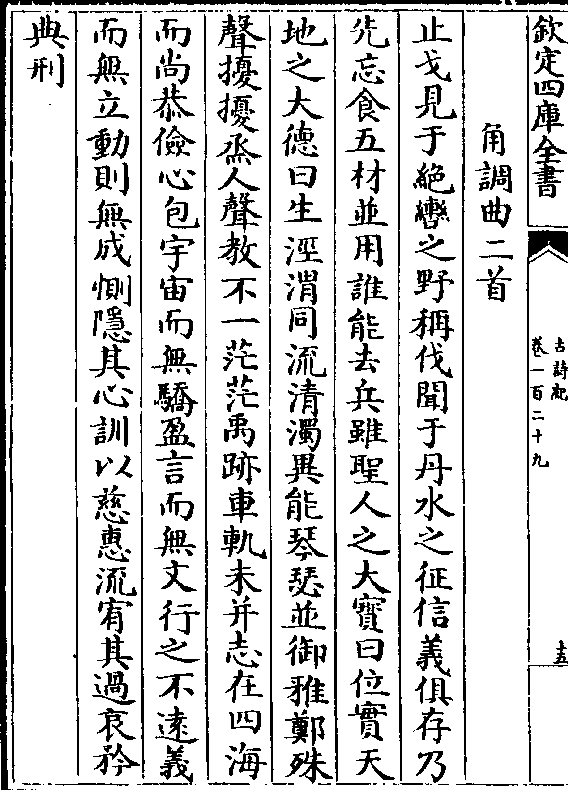 欽定四庫全書
古詩紀
卷一百二十九
十五
角調曲二首
止戈見于絶轡之野稱伐聞于丹水之征信義俱存乃
先忘食五材並用誰能去兵雖聖人之大寳曰位實天
地之大德曰生涇渭同流清濁異能琴瑟並御雅鄭殊
聲擾擾烝人聲教不一茫茫禹跡車軌未并志在四海
而尚恭儉心包宇宙而無驕盈言而無文行之不逺義
而無立動則無成惻隱其心訓以慈惠流宥其過哀矜
典刑